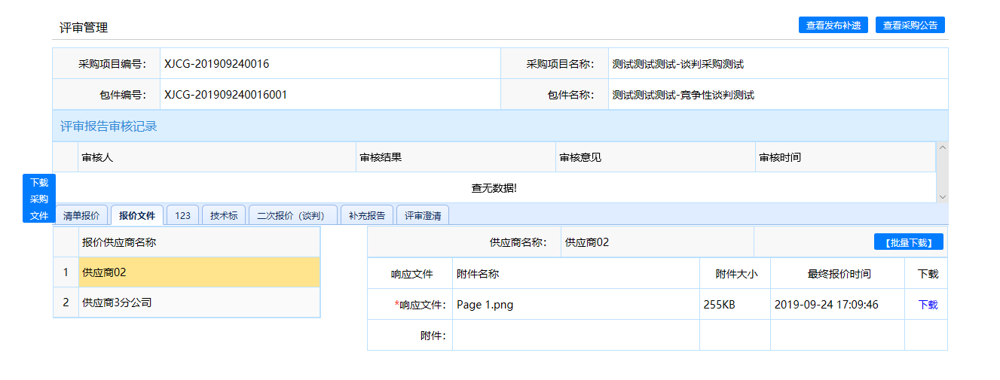 评审管理
查看发布补遗 查看采购公告
采购项目编号： XJCG-201909240016 采购项目名称： 测试测试测试-谈判采购测试
包件编号： XJCG-201909240016001 包件名称： 测试测试测试-竞争性谈判测试
评审报告审核记录
审核人 审核结果 审核意见 审核时间
查无数据!
下载
采购
文件
清单报价 报价文件 123 技术标 二次报价（谈判） 补充报告 评审澄清
报价供应商名称
1 供应商02
2 供应商3分公司
供应商名称： 供应商02 【批量下载】
响应文件 附件名称 附件大小 最终报价时间 下载
*响应文件： Page 1.png 255KB 2019-09-24 17:09:46 下载
附件：